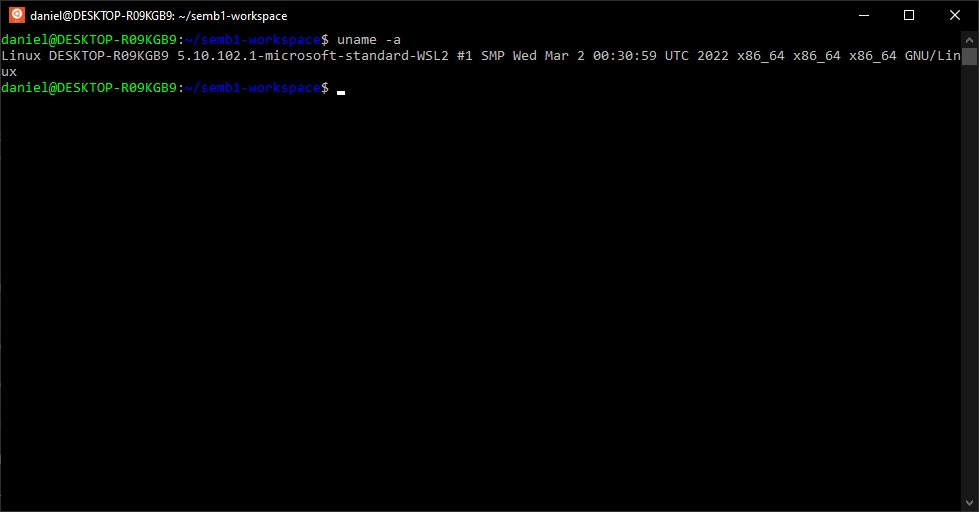 daniel@DESKTOP-R09KGB9: ~/semb1-workspace
daniel@DESKTOP-R09KGB9:~/semb1-workspace$ uname -a
Linux DESKTOP-R09KGB9 5.10.102.1-microsoft-standard-WSL2 #1 SMP Wed Mar 2 00:30:59 UTC 2022 x86_64 x86_64 x86_64 GNU/Lin
ux
daniel@DESKTOP-R09KGB9:~/semb1-workspace$